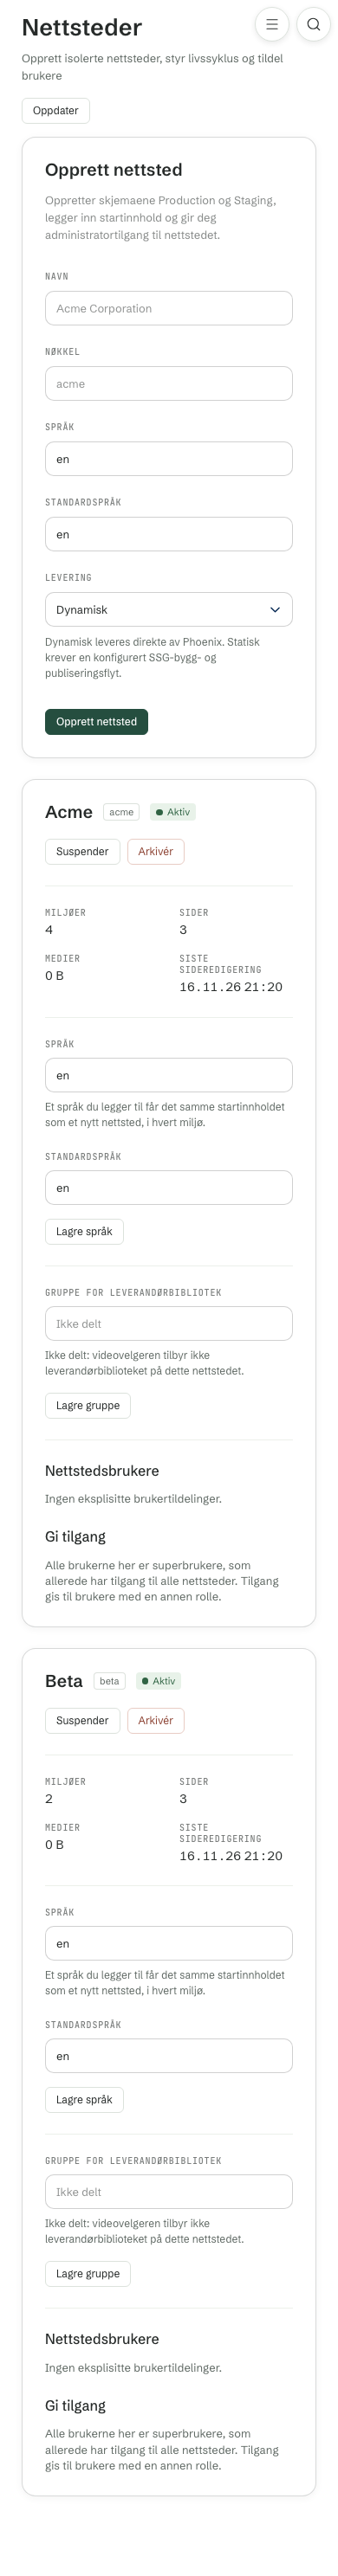 Nettsteder
Opprett isolerte nettsteder, styr livssyklus og tildel
brukere
Oppdater
Opprett nettsted
Oppretter skjemaene Production og Staging,
legger inn startinnhold og gir deg
administratortilgang til nettstedet.
NAVN
Acme Corporation
NØKKEL
acme
SPRÅK
en
STANDARDSPRÅK
en
LEVERING
Dynamisk
Dynamisk leveres direkte av Phoenix. Statisk
krever en konfigurert SSG-bygg- og
publiseringsflyt.
Opprett nettsted
Acme acme Aktiv
Suspender Arkivér
MILJØER SIDER
4 3
MEDIER SISTE
SIDEREDIGERING
0 B
16.11.26 21:20
SPRÅK
en
Et språk du legger til får det samme startinnholdet
som et nytt nettsted, i hvert miljø.
STANDARDSPRÅK
en
Lagre språk
GRUPPE FOR LEVERANDØRBIBLIOTEK
Ikke delt
Ikke delt: videovelgeren tilbyr ikke
leverandørbiblioteket på dette nettstedet.
Lagre gruppe
Nettstedsbrukere
Ingen eksplisitte brukertildelinger.
Gi tilgang
Alle brukerne her er superbrukere, som
allerede har tilgang til alle nettsteder. Tilgang
gis til brukere med en annen rolle.
Beta beta Aktiv
Suspender Arkivér
MILJØER SIDER
2 3
MEDIER SISTE
SIDEREDIGERING
0 B
16.11.26 21:20
SPRÅK
en
Et språk du legger til får det samme startinnholdet
som et nytt nettsted, i hvert miljø.
STANDARDSPRÅK
en
Lagre språk
GRUPPE FOR LEVERANDØRBIBLIOTEK
Ikke delt
Ikke delt: videovelgeren tilbyr ikke
leverandørbiblioteket på dette nettstedet.
Lagre gruppe
Nettstedsbrukere
Ingen eksplisitte brukertildelinger.
Gi tilgang
Alle brukerne her er superbrukere, som
allerede har tilgang til alle nettsteder. Tilgang
gis til brukere med en annen rolle.